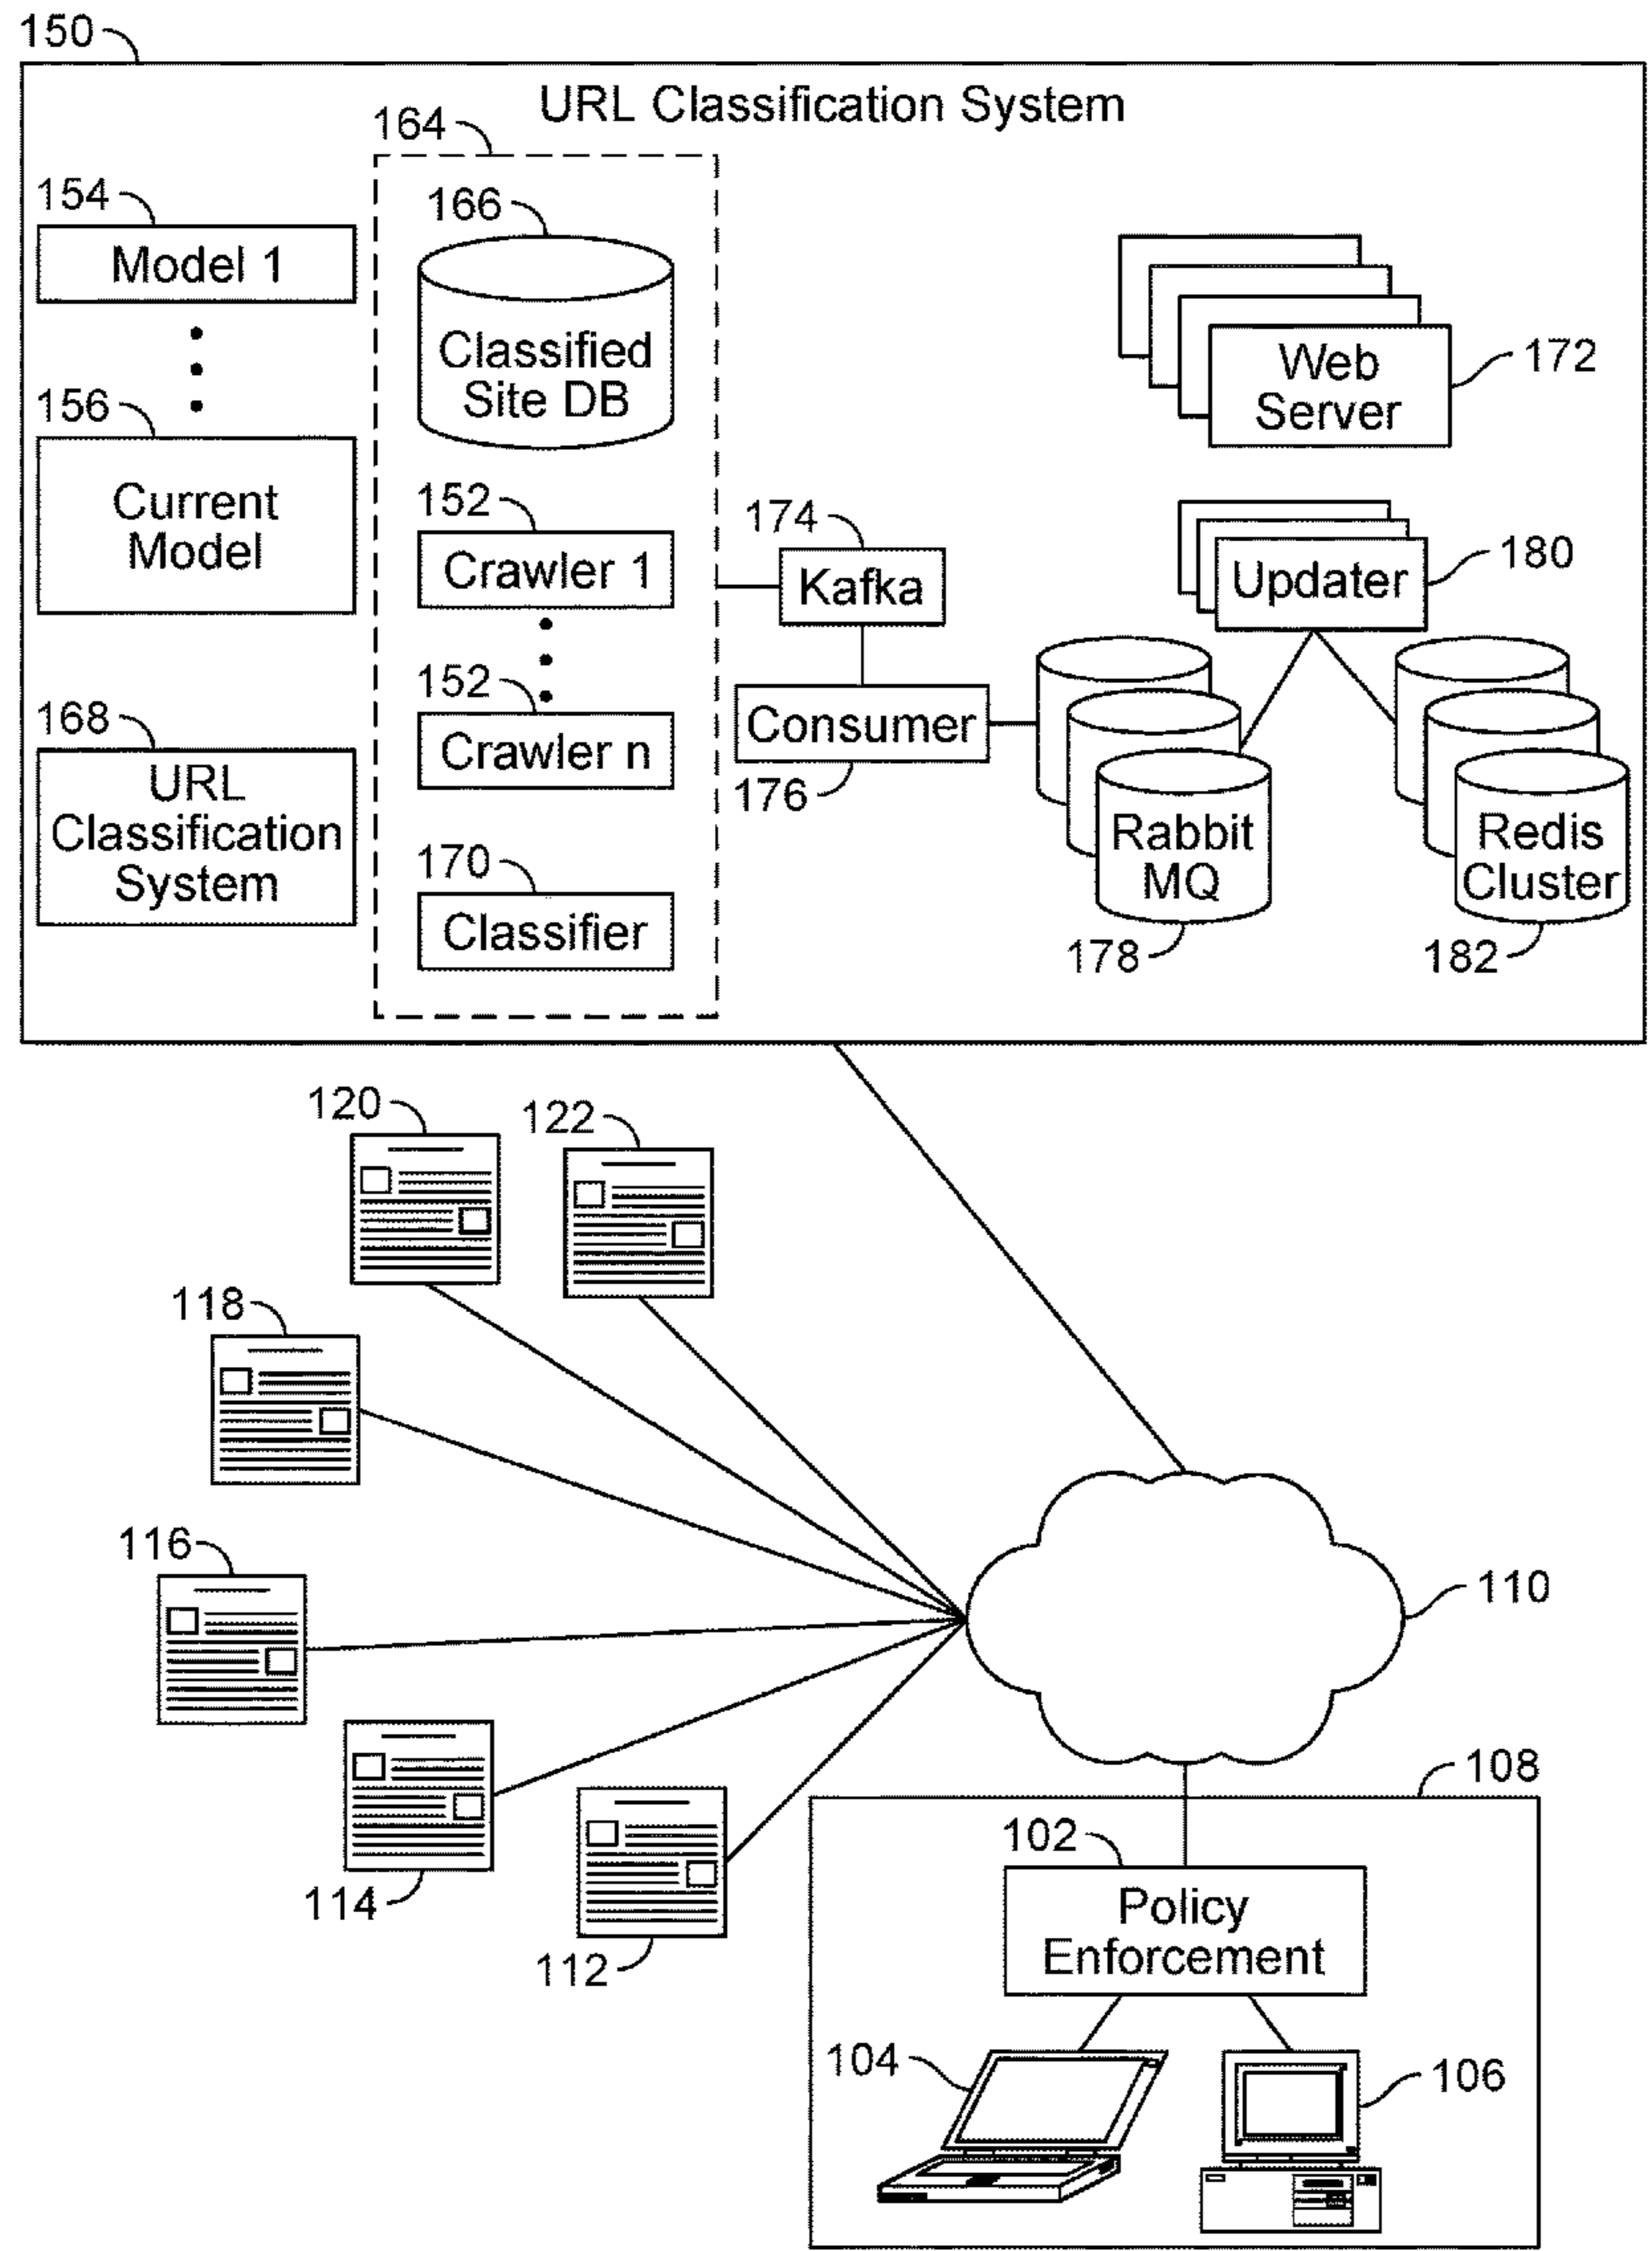 150
URL Classification System
164
154
Model 1
166
Classified
Site DB
Web
Server
172
156
Current
Model
152
Crawler 1
174
Kafka
180
Updater
152
Crawler n
168
URL
Classification
System
Consumer
176
Rabbit
MQ
178
Redis
Cluster
182
170
Classifier
120
122
118
116
110
114
112
108
102
Policy
Enforcement
104
106